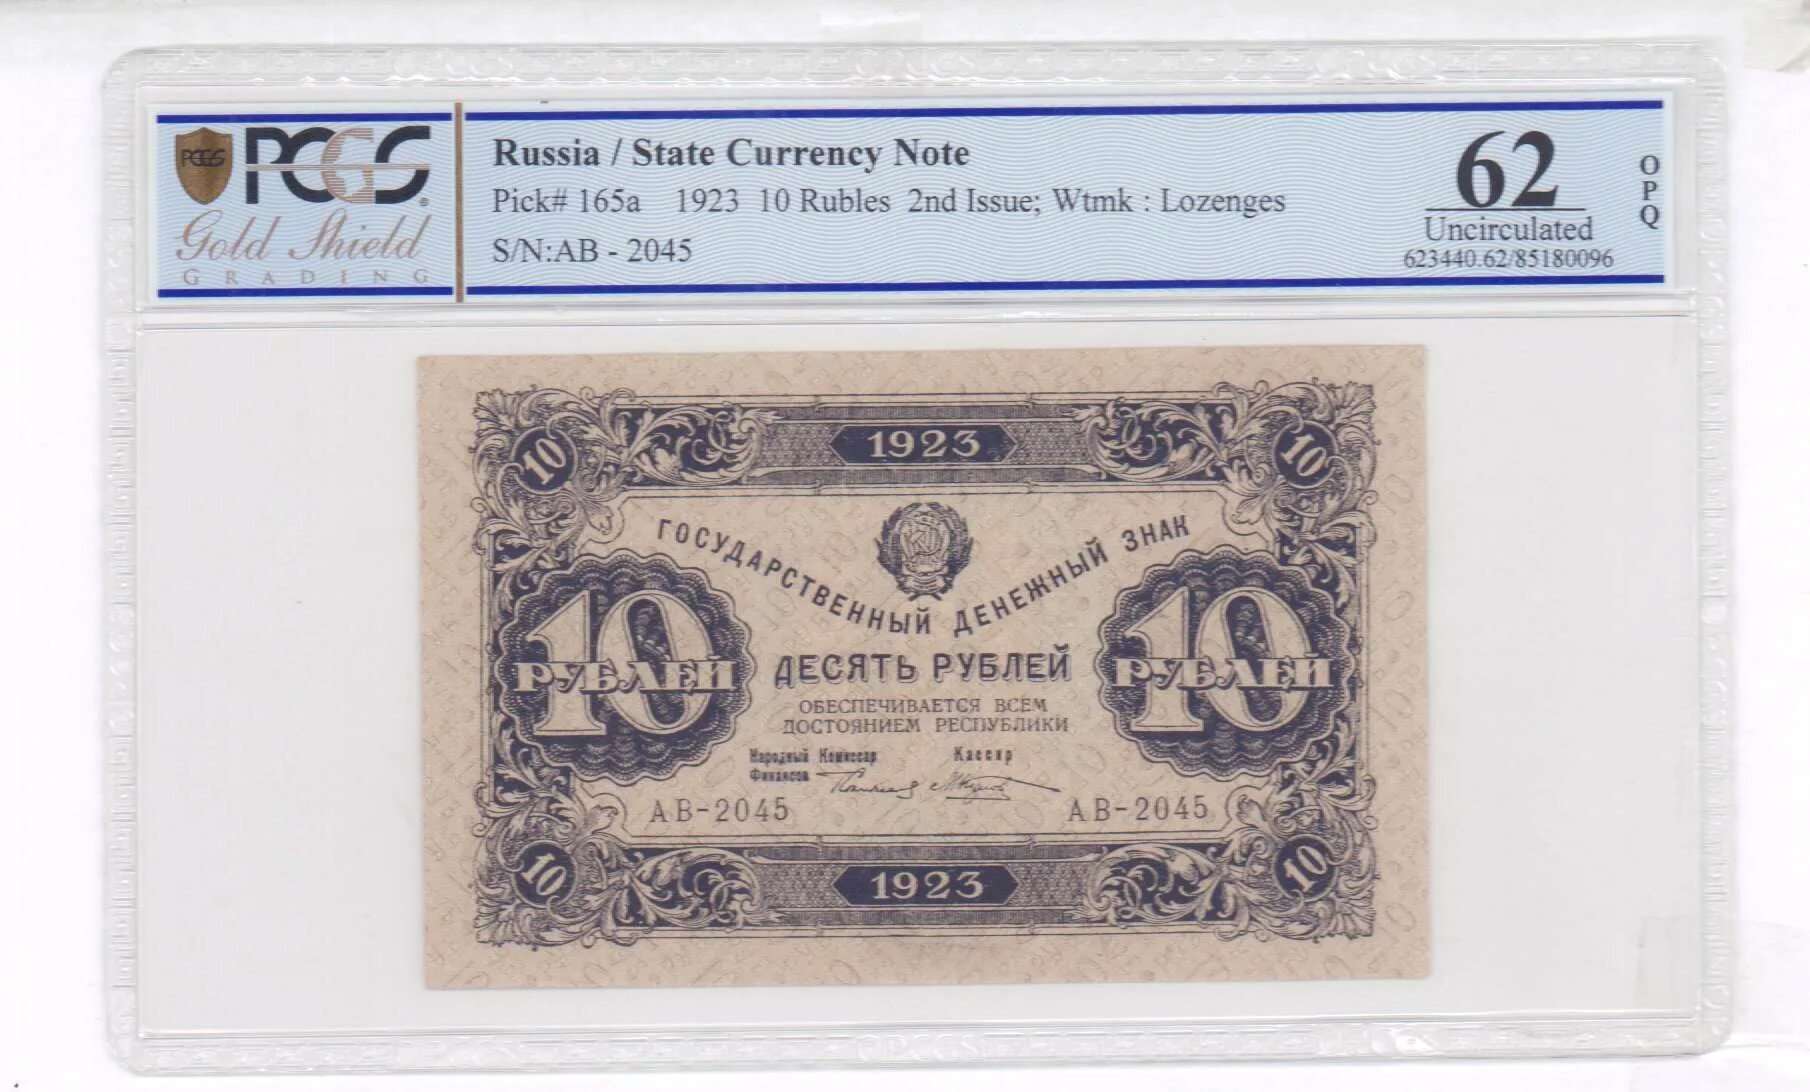 PCGS
PCGS®
Gold Shield
GRADING
Russia / State Currency Note
Pick# 165a 1923 10 Rubles 2nd Issue; Wtmk : Lozenges
S/N:AB - 2045
62
Uncirculated
623440.62/85180096
OPQ
1923
10 10
ГОСУДАРСТВЕННЫЙ ДЕНЕЖНЫЙ ЗНАК
10 10
РУБЛЕЙ РУБЛЕЙ
ДЕСЯТЬ РУБЛЕЙ
ОБЕСПЕЧИВАЕТСЯ ВСЕМ
ДОСТОЯНИЕМ РЕСПУБЛИКИ
Народный Комиссар Кассир
Финансов
АВ-2045 АВ-2045
10 10
1923